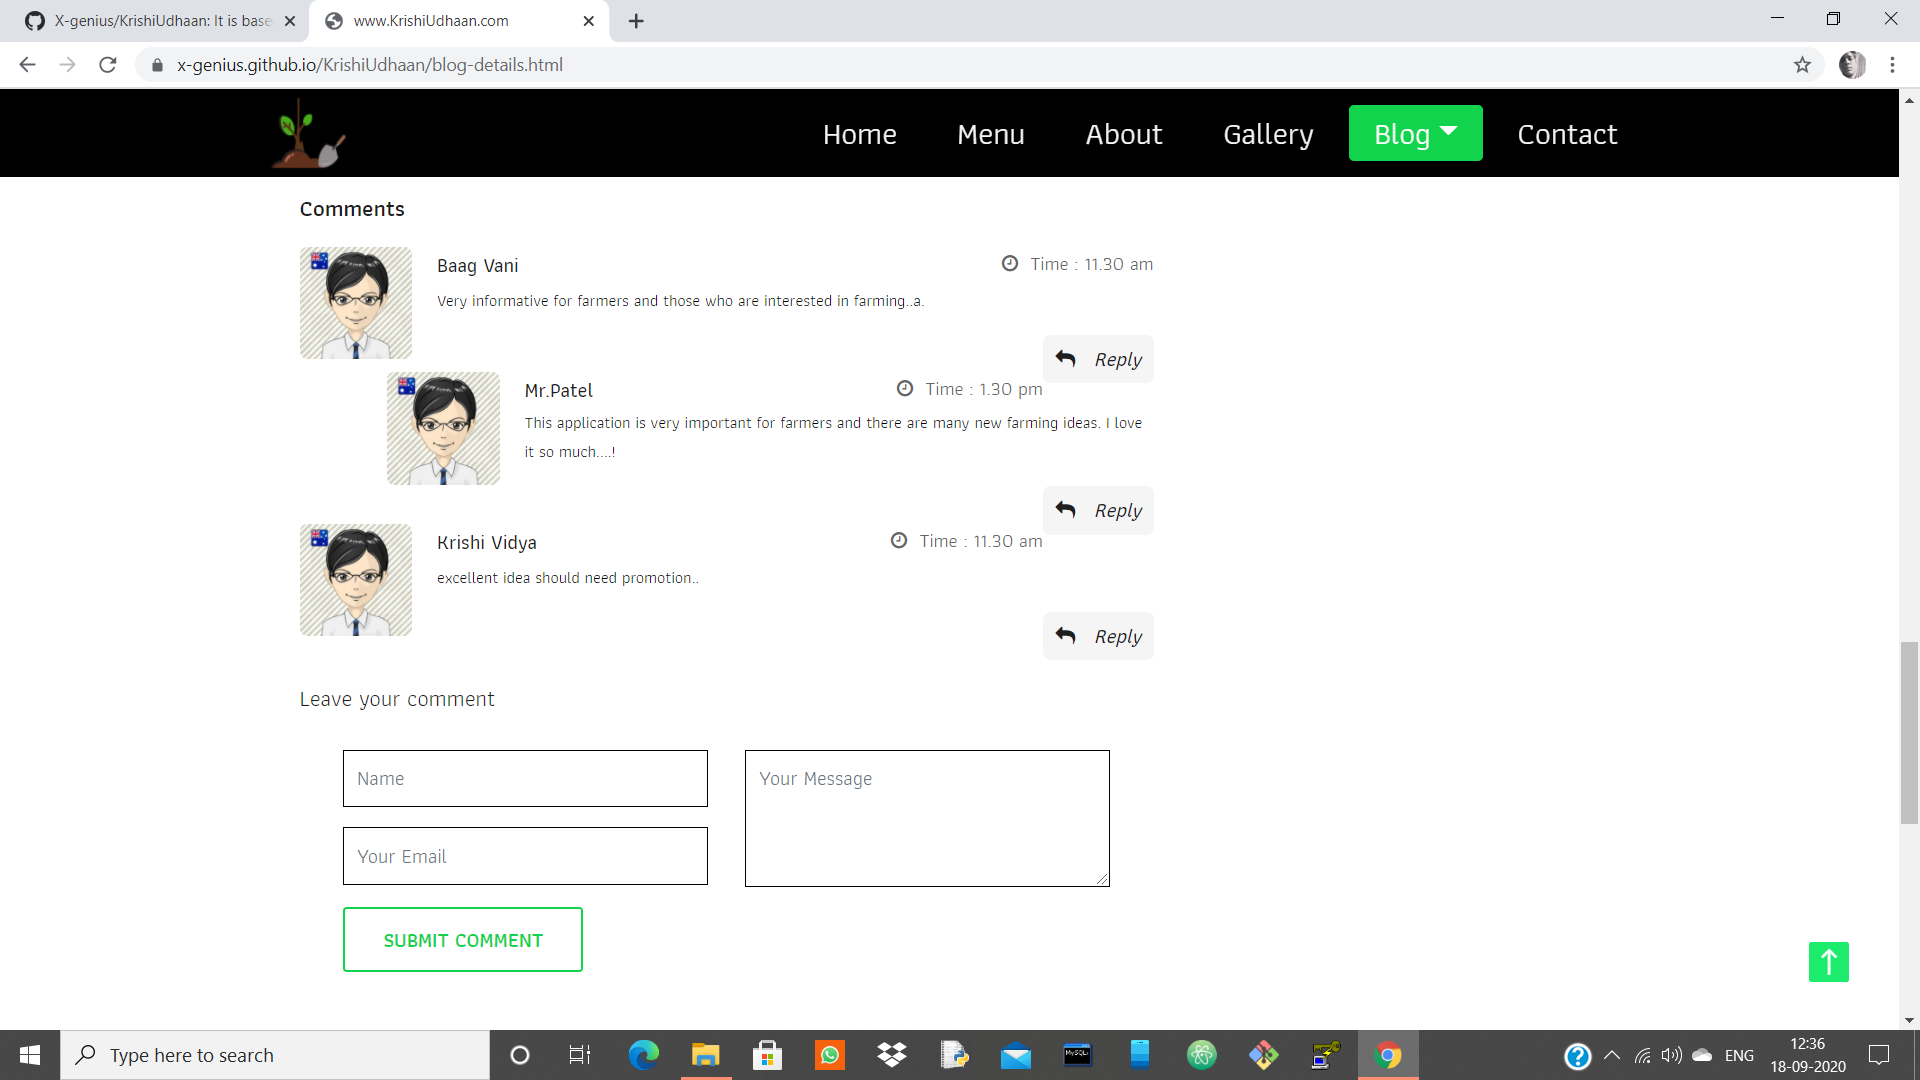 X-genius/KrishiUdhaan: It is base
www.KrishiUdhaan.com
x-genius.github.io/KrishiUdhaan/blog-details.html
Home Menu About Gallery Blog Contact
Comments
Baag Vani
Time : 11.30 am
Very informative for farmers and those who are interested in farming..a.
Reply
Mr.Patel
Time : 1.30 pm
This application is very important for farmers and there are many new farming ideas. I love
it so much....!
Reply
Krishi Vidya
Time : 11.30 am
excellent idea should need promotion..
Reply
Leave your comment
Name
Your Message
Your Email
SUBMIT COMMENT
Type here to search
ENG
12:36
18-09-2020